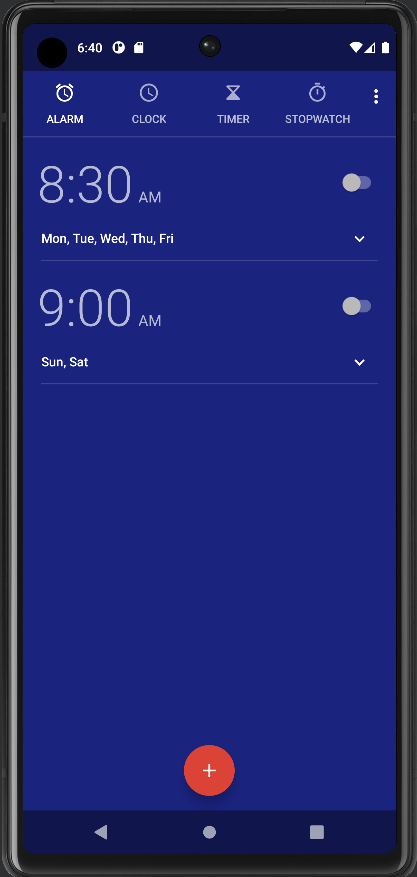 6:40
ALARM CLOCK TIMER STOPWATCH
8:30 AM
Mon, Tue, Wed, Thu, Fri
9:00 AM
Sun, Sat